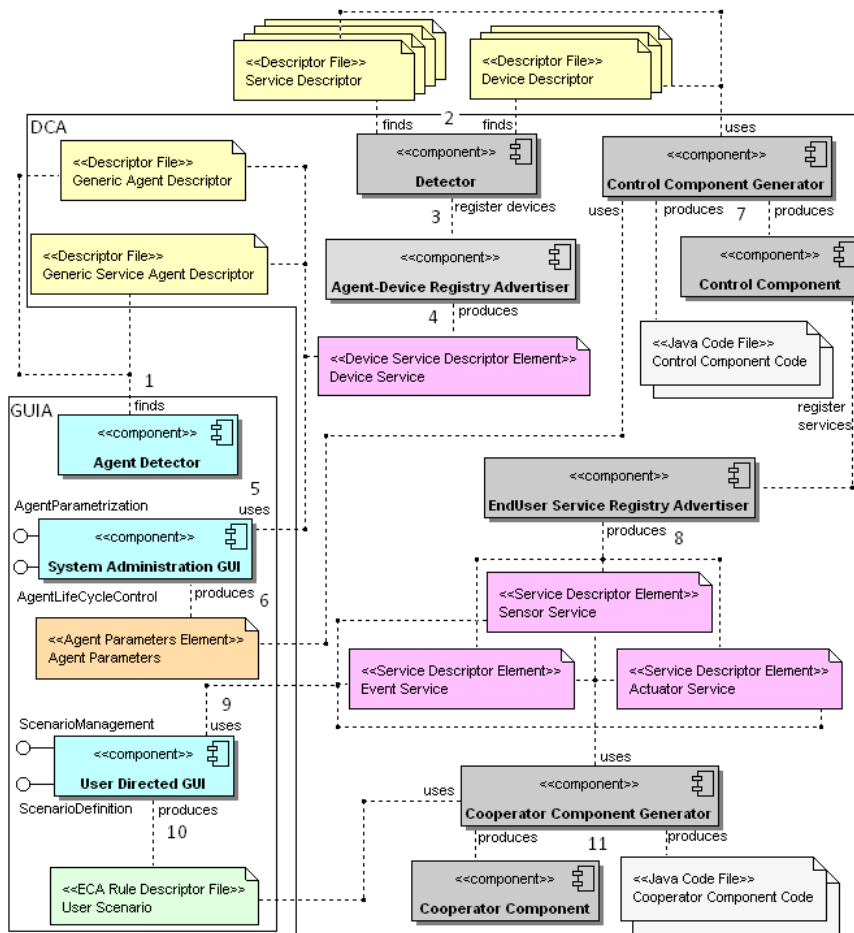 <<Descriptor File>>
Service Descriptor
<<Descriptor File>>
Device Descriptor
DCA
finds
2
finds
uses
<<Descriptor File>>
Generic Agent Descriptor
<<component>>
Detector
<<component>>
Control Component Generator
3
register devices
uses
produces
7
produces
<<Descriptor File>>
Generic Service Agent Descriptor
<<component>>
Agent-Device Registry Advertiser
<<component>>
Control Component
4
produces
<<Device Service Descriptor Element>>
Device Service
<<Java Code File>>
Control Component Code
1
finds
register
services
GUIA
<<component>>
Agent Detector
5
uses
AgentParametrization
<<component>>
EndUser Service Registry Advertiser
<<component>>
System Administration GUI
produces
8
AgentLifeCycleControl
produces
6
<<Service Descriptor Element>>
Sensor Service
<<Agent Parameters Element>>
Agent Parameters
<<Service Descriptor Element>>
Event Service
<<Service Descriptor Element>>
Actuator Service
9
uses
ScenarioManagement
<<component>>
User Directed GUI
uses
ScenarioDefinition
produces
10
uses
<<component>>
Cooperator Component Generator
produces
11
produces
<<ECA Rule Descriptor File>>
User Scenario
<<component>>
Cooperator Component
<<Java Code File>>
Cooperator Component Code